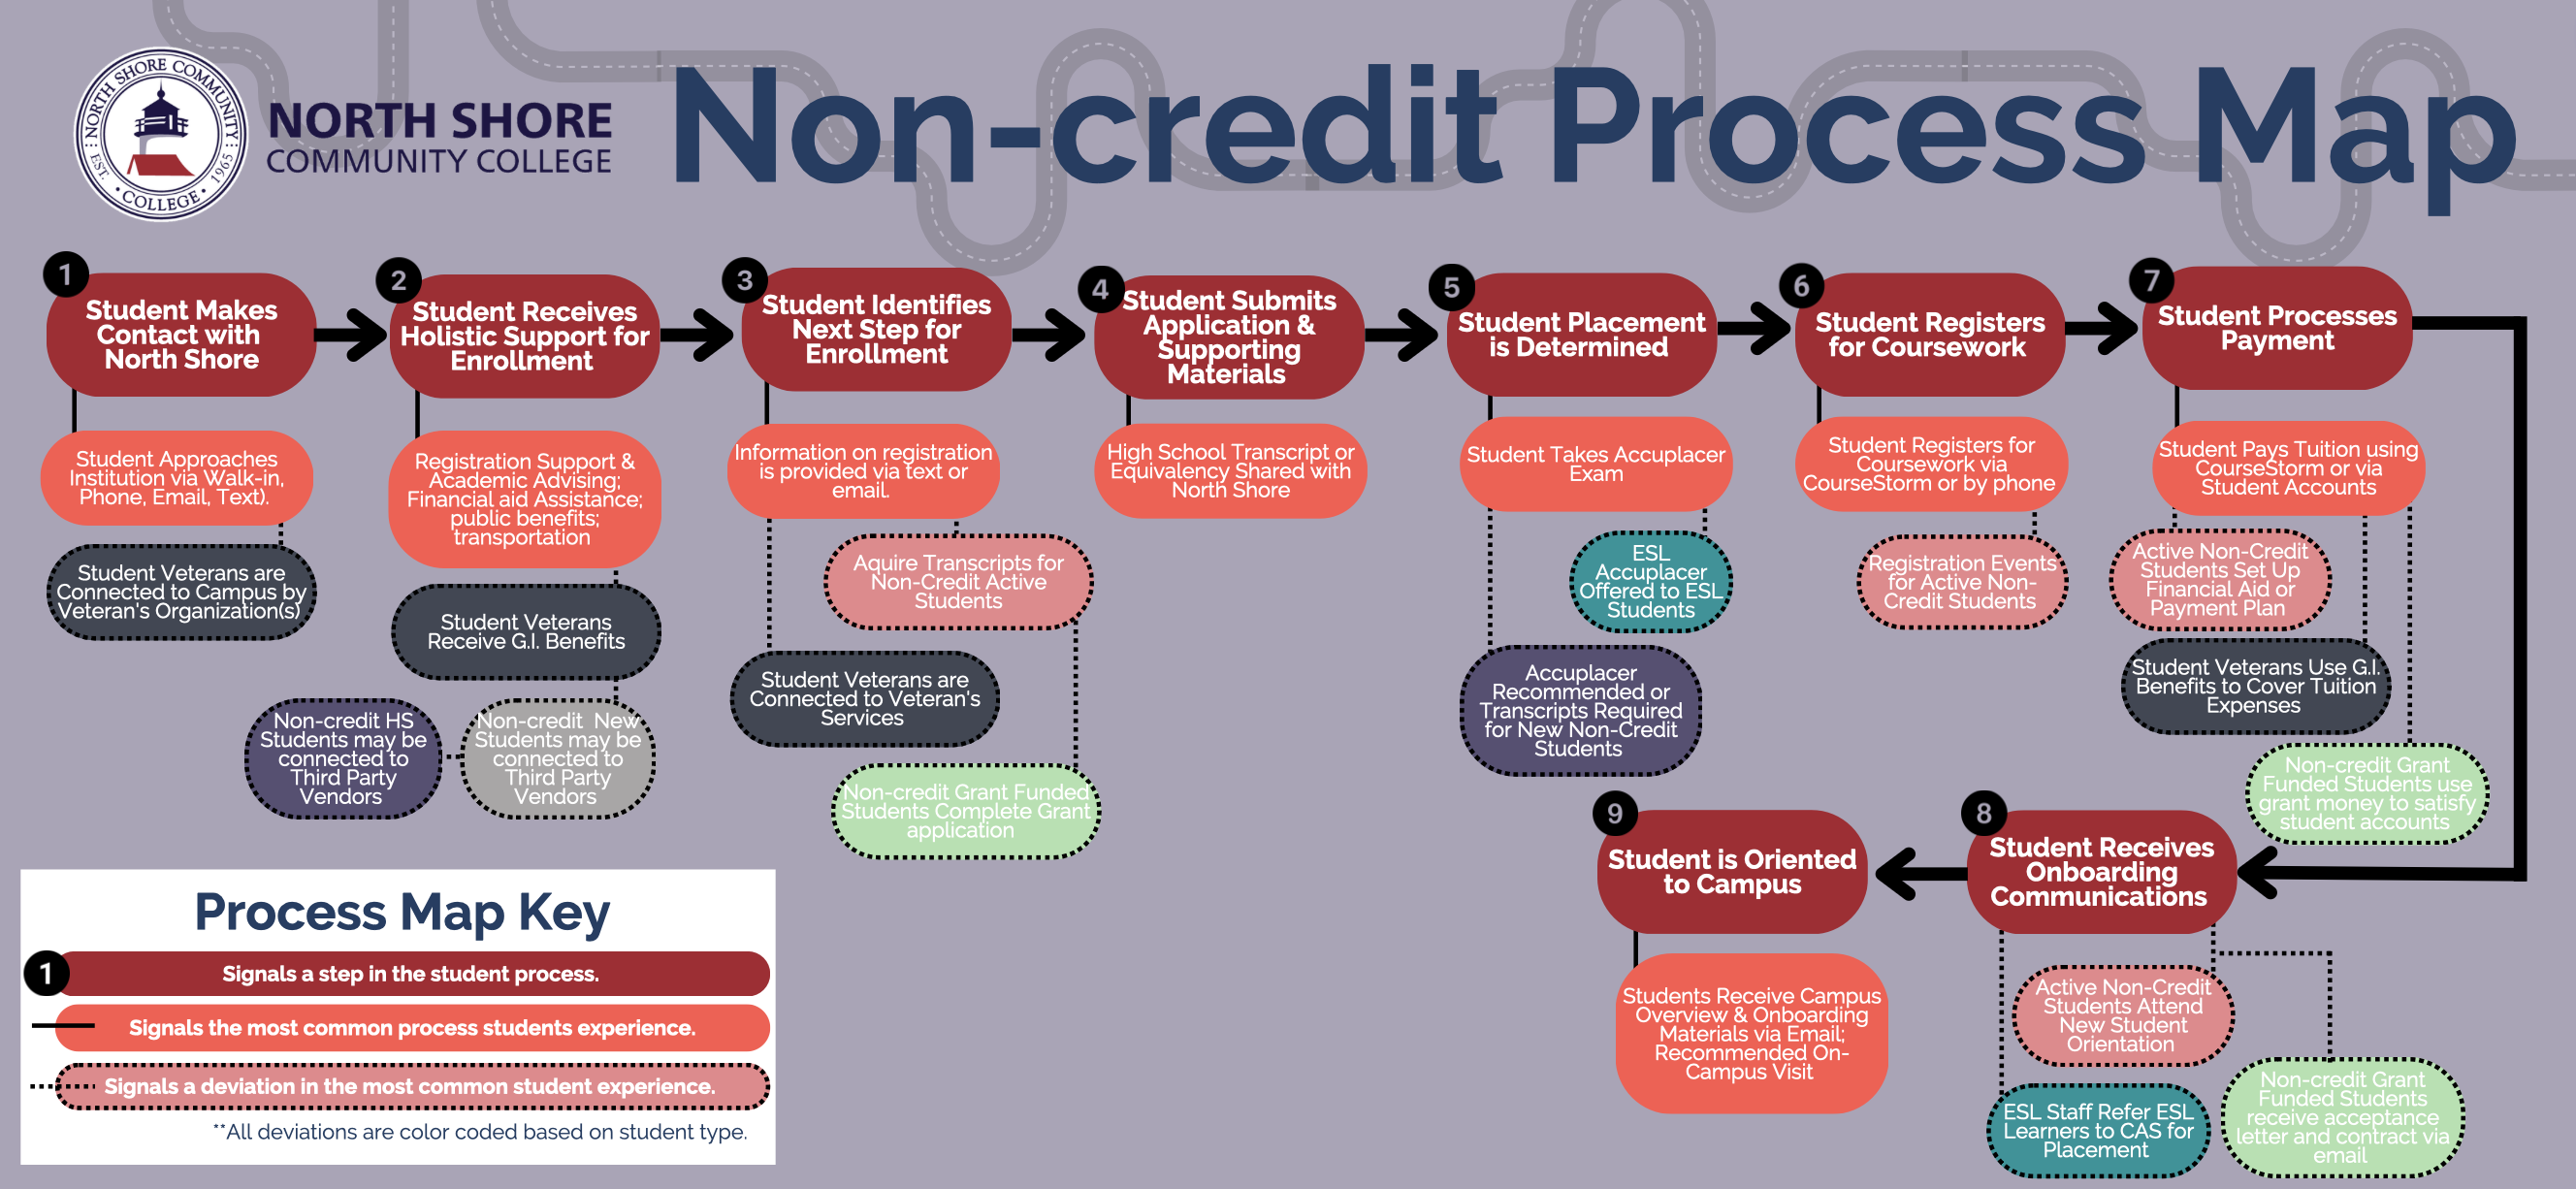 NORTH SHORE COMMUNITY
EST.
COLLEGE
1965
NORTH SHORE
COMMUNITY COLLEGE
Non-credit Process Map
1
Student Makes
Contact with
North Shore
Student Approaches
Institution via Walk-in,
Phone, Email, Text).
Student Veterans are
Connected to Campus by
Veteran's Organization(s)
2
Student Receives
Holistic Support for
Enrollment
Registration Support &
Academic Advising;
Financial aid Assistance;
public benefits;
transportation
Student Veterans
Receive G.I. Benefits
Non-credit HS
Students may be
connected to
Third Party
Vendors
Non-credit New
Students may be
connected to
Third Party
Vendors
3
Student Identifies
Next Step for
Enrollment
Information on registration
is provided via text or
email.
Aquire Transcripts for
Non-Credit Active
Students
Student Veterans are
Connected to Veteran's
Services
Non-credit Grant Funded
Students Complete Grant
application
4
Student Submits
Application &
Supporting
Materials
High School Transcript or
Equivalency Shared with
North Shore
5
Student Placement
is Determined
Student Takes Accuplacer
Exam
ESL
Accuplacer
Offered to ESL
Students
Accuplacer
Recommended or
Transcripts Required
for New Non-Credit
Students
6
Student Registers
for Coursework
Student Registers for
Coursework via
CourseStorm or by phone
Registration Events
for Active Non-
Credit Students
7
Student Processes
Payment
Student Pays Tuition using
CourseStorm or via
Student Accounts
Active Non-Credit
Students Set Up
Financial Aid or
Payment Plan
Student Veterans Use G.I.
Benefits to Cover Tuition
Expenses
Non-credit Grant
Funded Students use
grant money to satisfy
student accounts
8
Student Receives
Onboarding
Communications
Active Non-Credit
Students Attend
New Student
Orientation
ESL Staff Refer ESL
Learners to CAS for
Placement
Non-credit Grant
Funded Students
receive acceptance
letter and contract via
email
9
Student is Oriented
to Campus
Students Receive Campus
Overview & Onboarding
Materials via Email;
Recommended On-
Campus Visit
Process Map Key
1
Signals a step in the student process.
Signals the most common process students experience.
Signals a deviation in the most common student experience.
**All deviations are color coded based on student type.